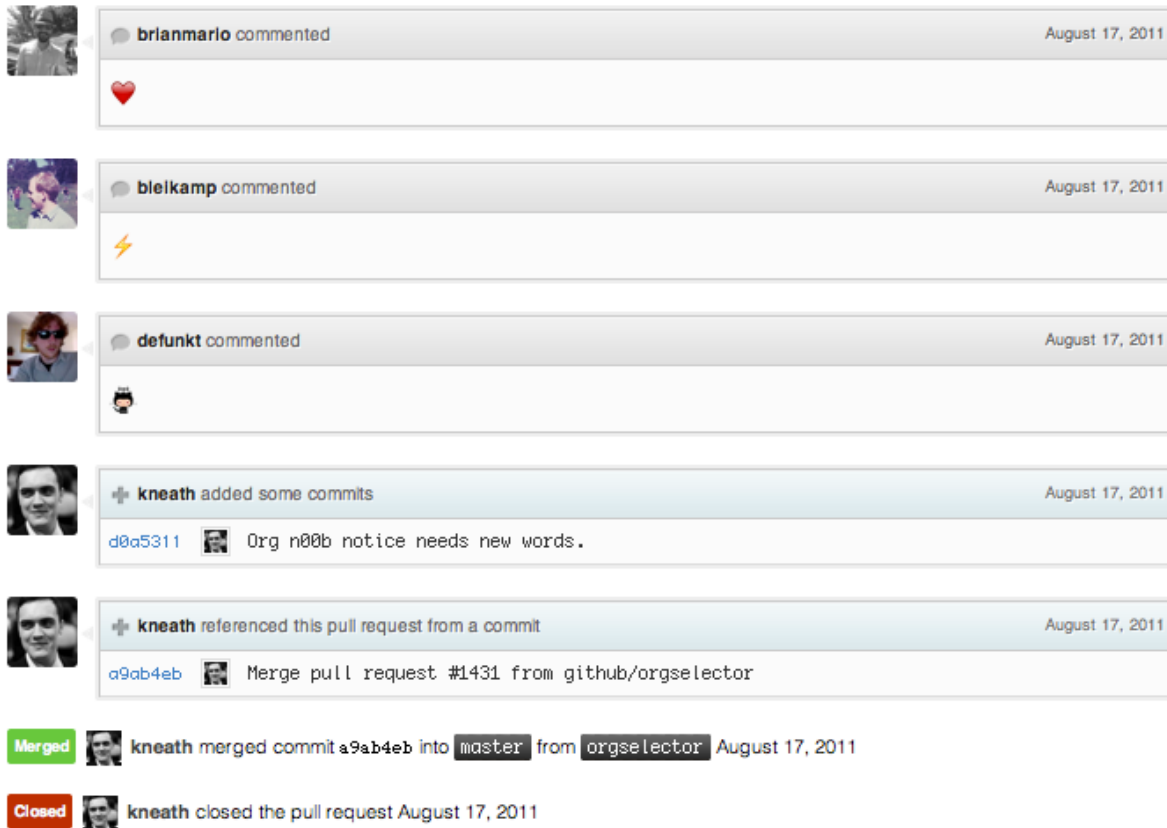 brianmario commented August 17, 2011
bleikamp commented August 17, 2011
defunkt commented August 17, 2011
kneath added some commits August 17, 2011
d0a5311 Org n00b notice needs new words.
kneath referenced this pull request from a commit August 17, 2011
a9ab4eb Merge pull request #1431 from github/orgselector
Merged kneath merged commit a9ab4eb into master from orgselector August 17, 2011
Closed kneath closed the pull request August 17, 2011